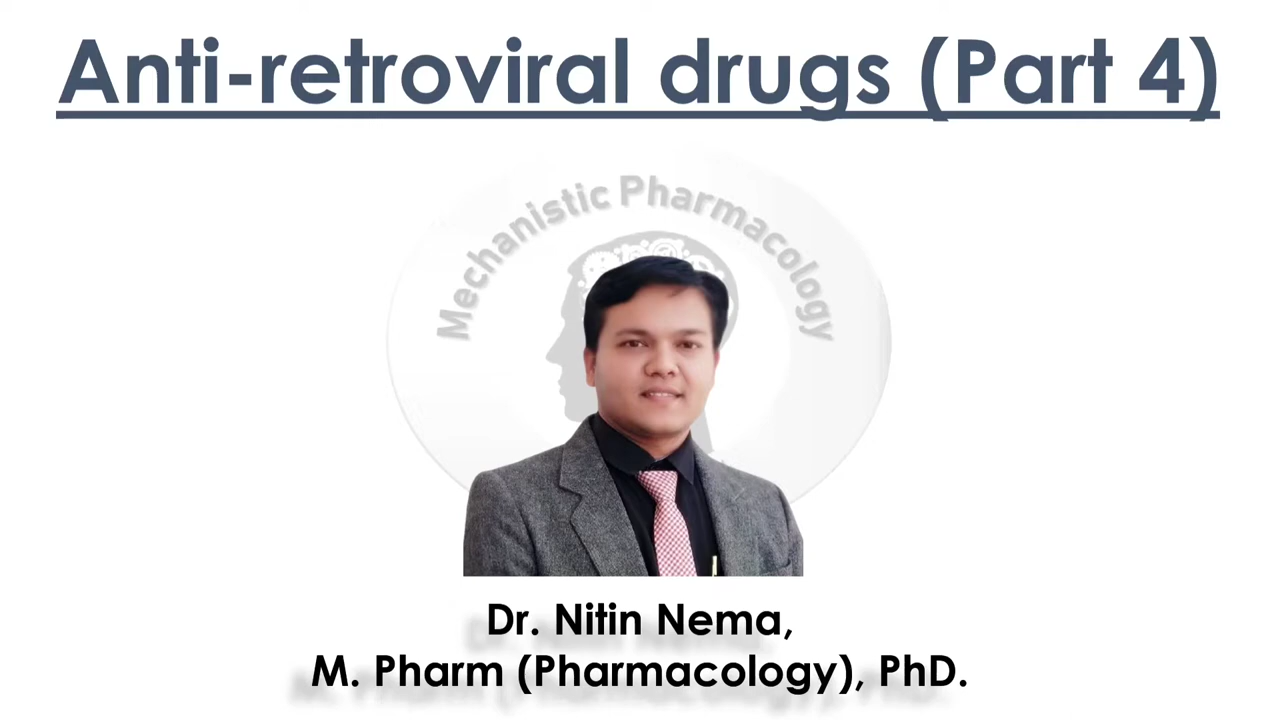 Anti-retroviral drugs (Part 4)
Mechanistic Pharmacology
Dr. Nitin Nema,
M. Pharm (Pharmacology), PhD.